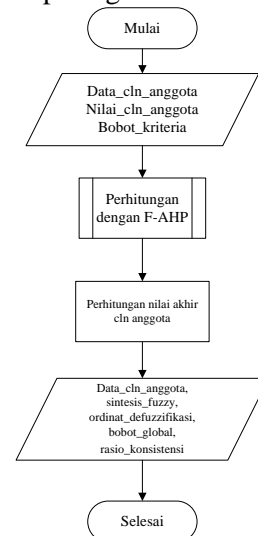 Mulai
Data_cln_anggota
Nilai_cln_anggota
Bobot_kriteria
Perhitungan
dengan F-AHP
Perhitungan nilai akhir
cln anggota
Data_cln_anggota,
sintesis_fuzzy,
ordinat_defuzzifikasi,
bobot_global,
rasio_konsistensi
Selesai